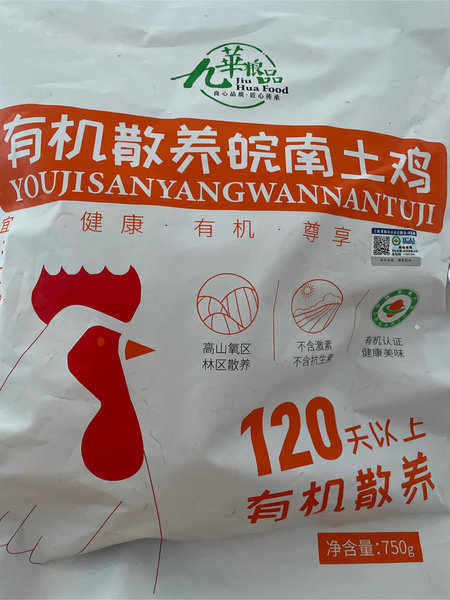 九華粮品
Jiu
Hua Food
良心品质·匠心传承
有机散养皖南土鸡
YOUJISANYANGWANNANTUJI
宜·健康·有机·尊享
ICAI
高山氧区
林区散养
不含激素
不含抗生素
有机认证
健康美味
120天以上
有机散养
净含量:750g